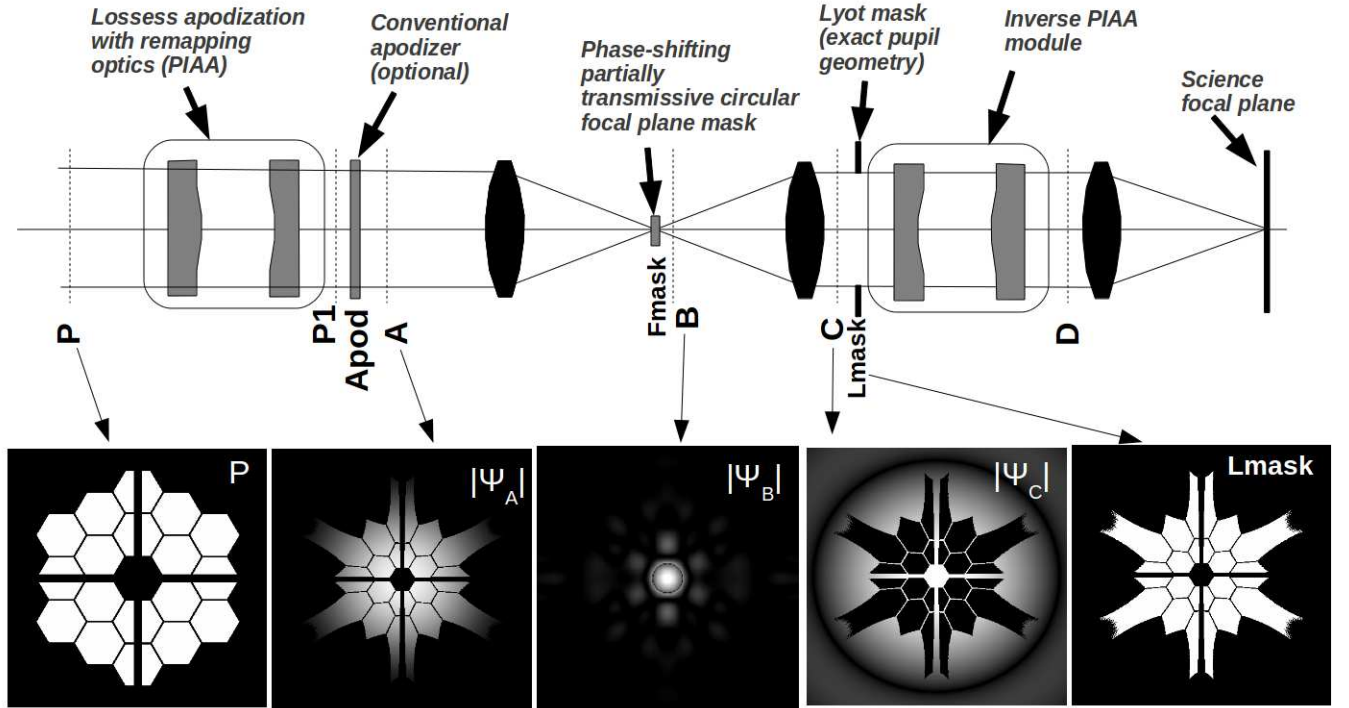 Lossess apodization
with remapping
optics (PIAA)
Conventional
apodizer
(optional)
Phase-shifting
partially
transmissive circular
focal plane mask
Lyot mask
(exact pupil
geometry)
Inverse PIAA
module
Science
focal plane
P
P1
Apod
A
Fmask
B
C
Lmask
D
P
|Ψ_A|
|Ψ_B|
|Ψ_C|
Lmask